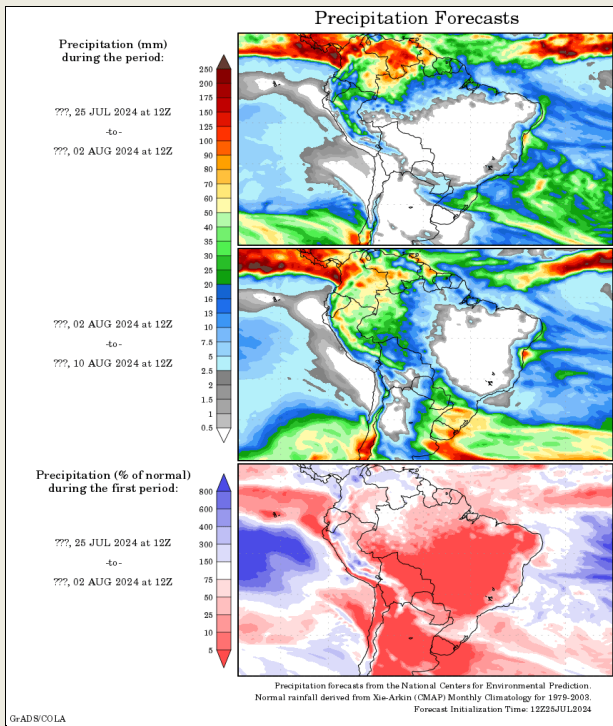 Precipitation Forecasts
Precipitation (mm)
during the period:
???, 25 JUL 2024 at 12Z
-to-
???, 02 AUG 2024 at 12Z
250
200
175
150
125
100
90
80
70
60
50
40
35
30
25
20
16
13
10
7.5
5
2.5
2
1.5
1
0.5
???, 02 AUG 2024 at 12Z
-to-
???, 10 AUG 2024 at 12Z
Precipitation (% of normal)
during the first period:
???, 25 JUL 2024 at 12Z
-to-
???, 02 AUG 2024 at 12Z
800
600
400
300
150
75
50
25
10
5
Precipitation forecasts from the National Centers for Environmental Prediction.
Normal rainfall derived from Xie-Arkin (CMAP) Monthly Climatology for 1979-2003.
Forecast Initialization Time: 12Z25JUL2024
GrADS/COLA